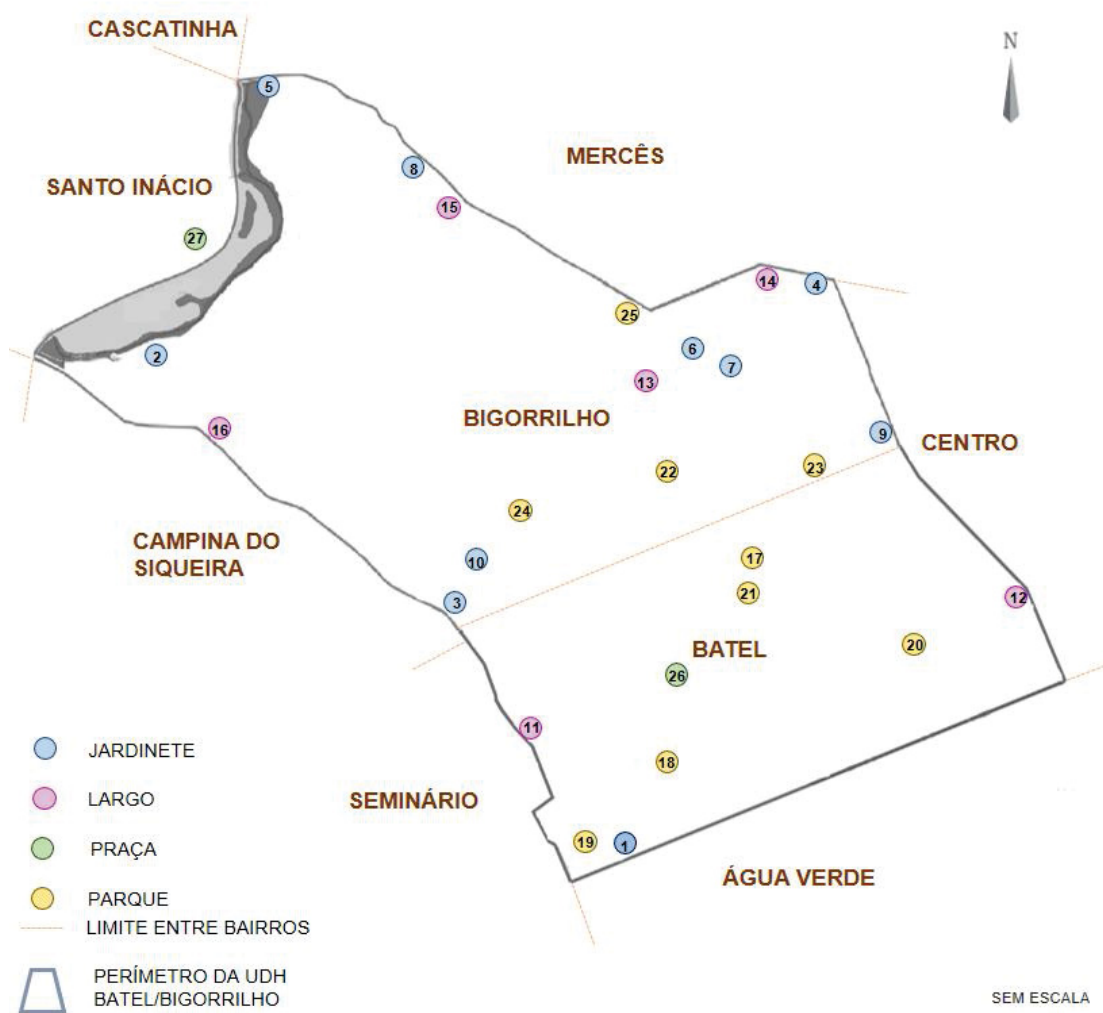 CASCATINHA
N
5
MERCÊS
8
SANTO INÁCIO
15
27
14
4
25
6
2
7
13
BIGORRILHO
16
9
CENTRO
23
22
24
CAMPINA DO
SIQUEIRA
10
17
21
3
12
20
BATEL
26
11
JARDINETE
18
LARGO
SEMINÁRIO
19
1
PRAÇA
ÁGUA VERDE
PARQUE
LIMITE ENTRE BAIRROS
PERÍMETRO DA UDH
BATEL/BIGORRILHO
SEM ESCALA